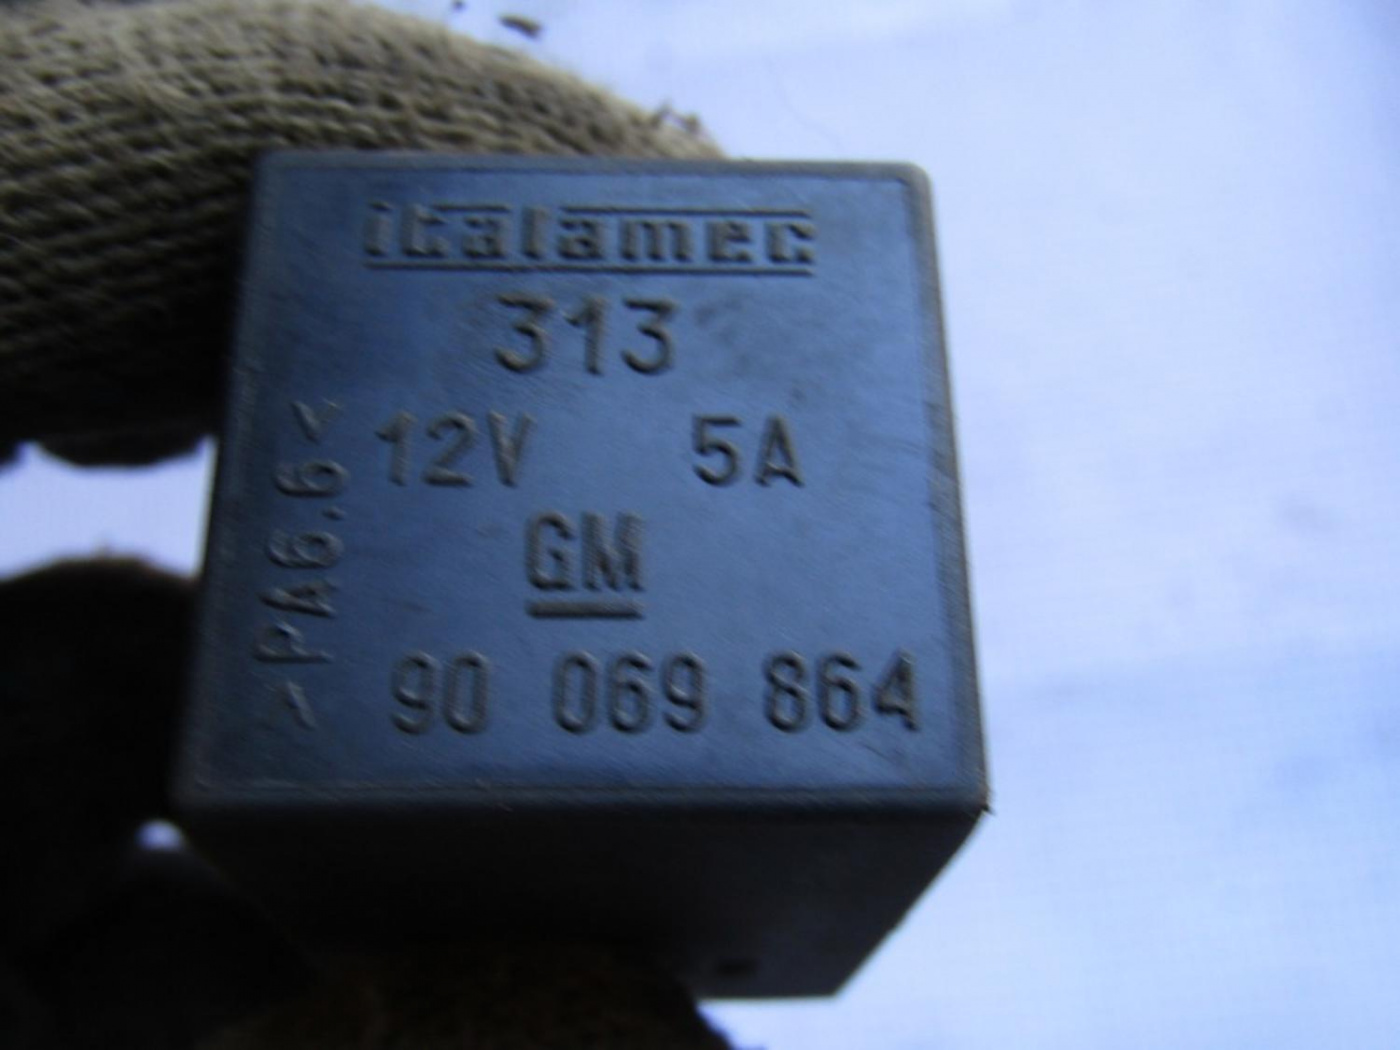 italamec
313
12V 5A
GM
90 069 864
>PA6.6<